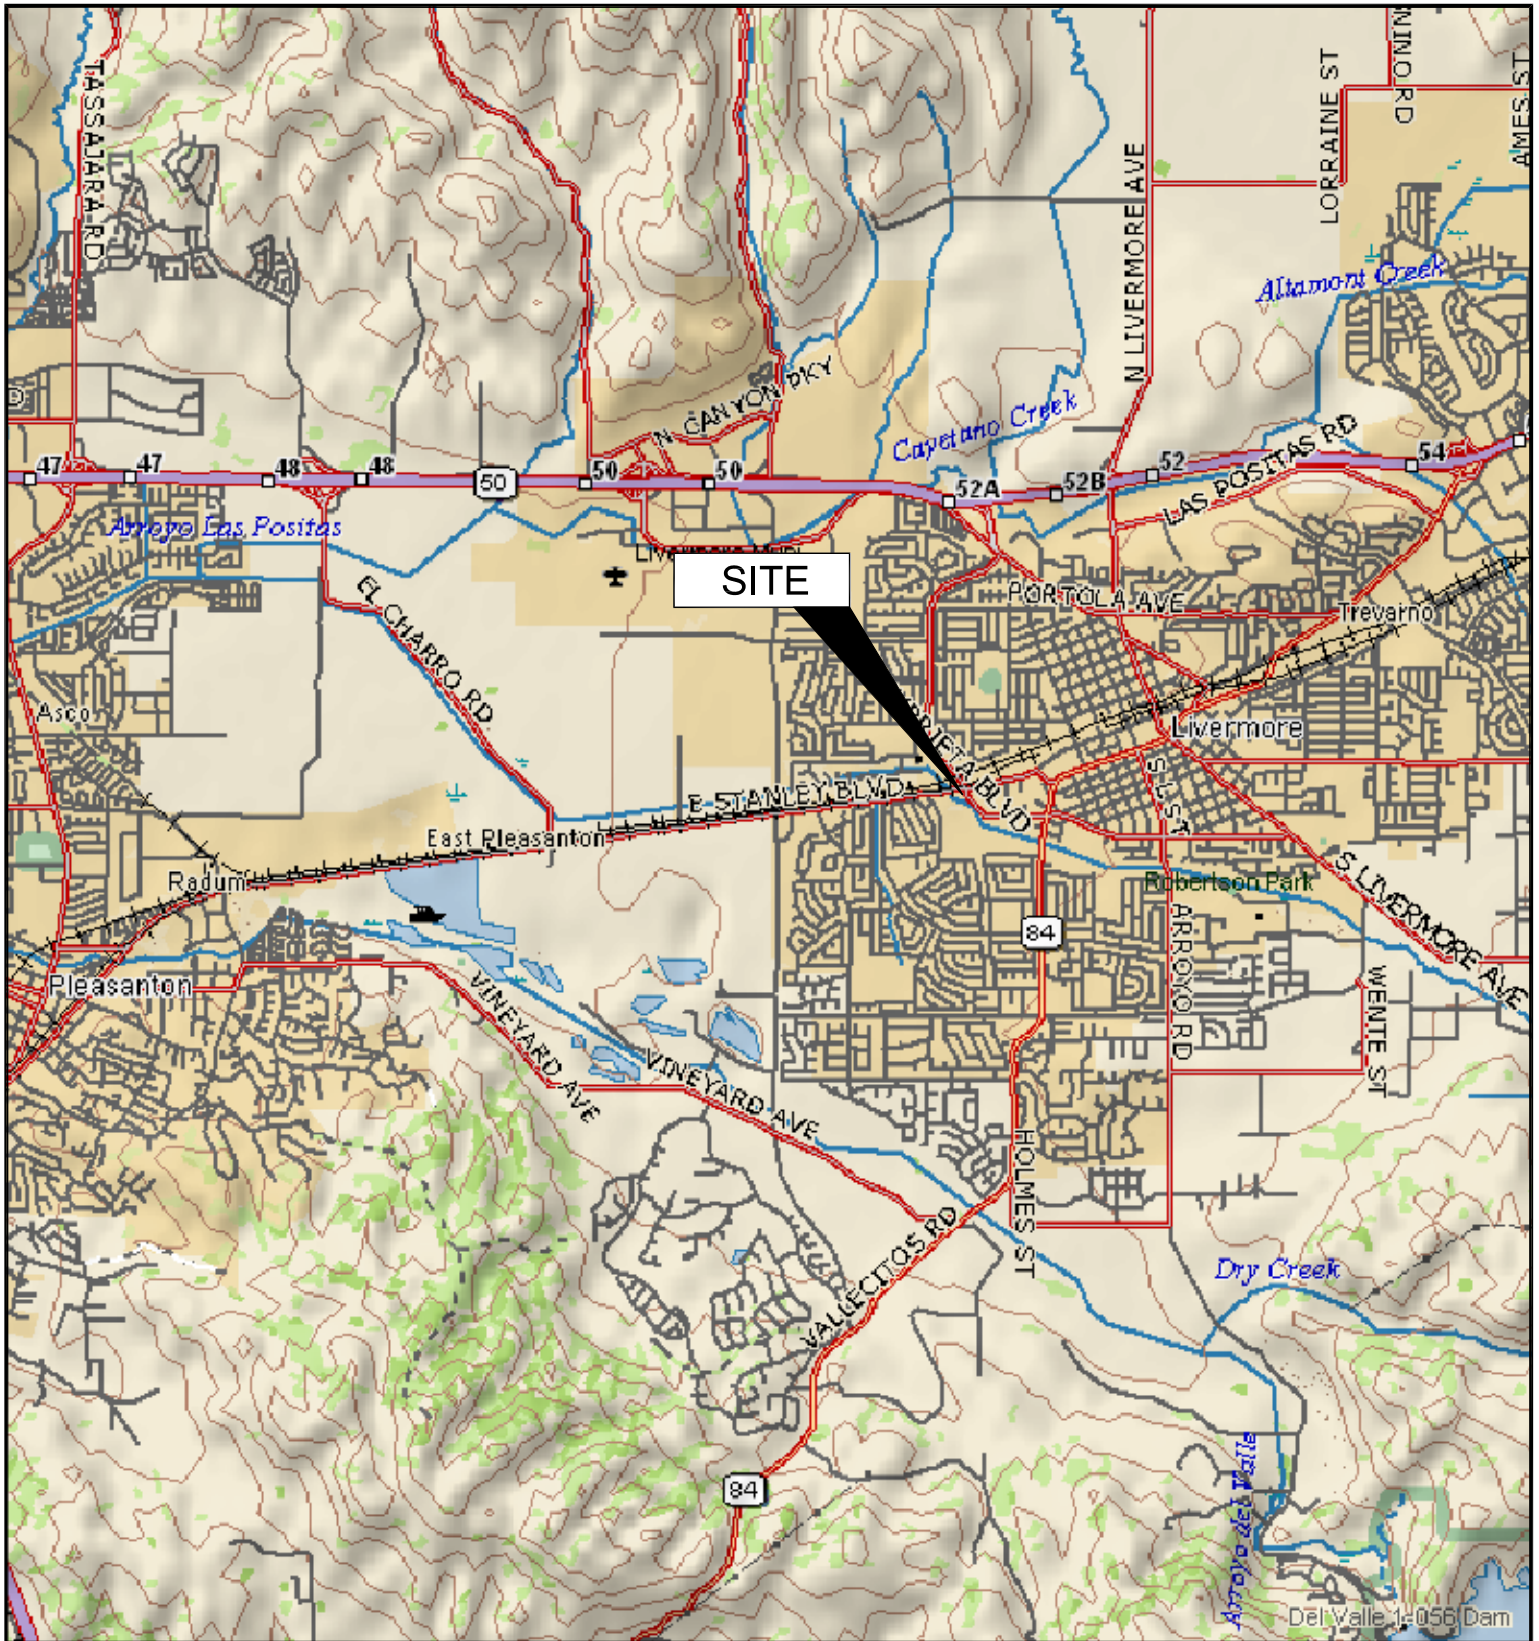 TASSAJARA RD
N LIVERMORE AVE
LORRAINE ST
AMES ST
Altamont Creek
N CANYON PKY
Cayetano Creek
47
47
48
48
50
50
50
52A
52B
52
54
LAS POSITAS RD
Arroyo Las Positas
SITE
EL CHARRO RD
PORTOLA AVE
Trevarno
Asco
Livermore
E STANLEY BLVD
BLVD
S L ST
East Pleasanton
Radum
Robertson Park
S LIVERMORE AVE
84
ARROYO RD
WENTE ST
Pleasanton
VINEYARD AVE
VINEYARD AVE
HOLMES ST
VALLECITOS RD
Dry Creek
84
Arroyo del Valle
Del Valle 1-056 Dam